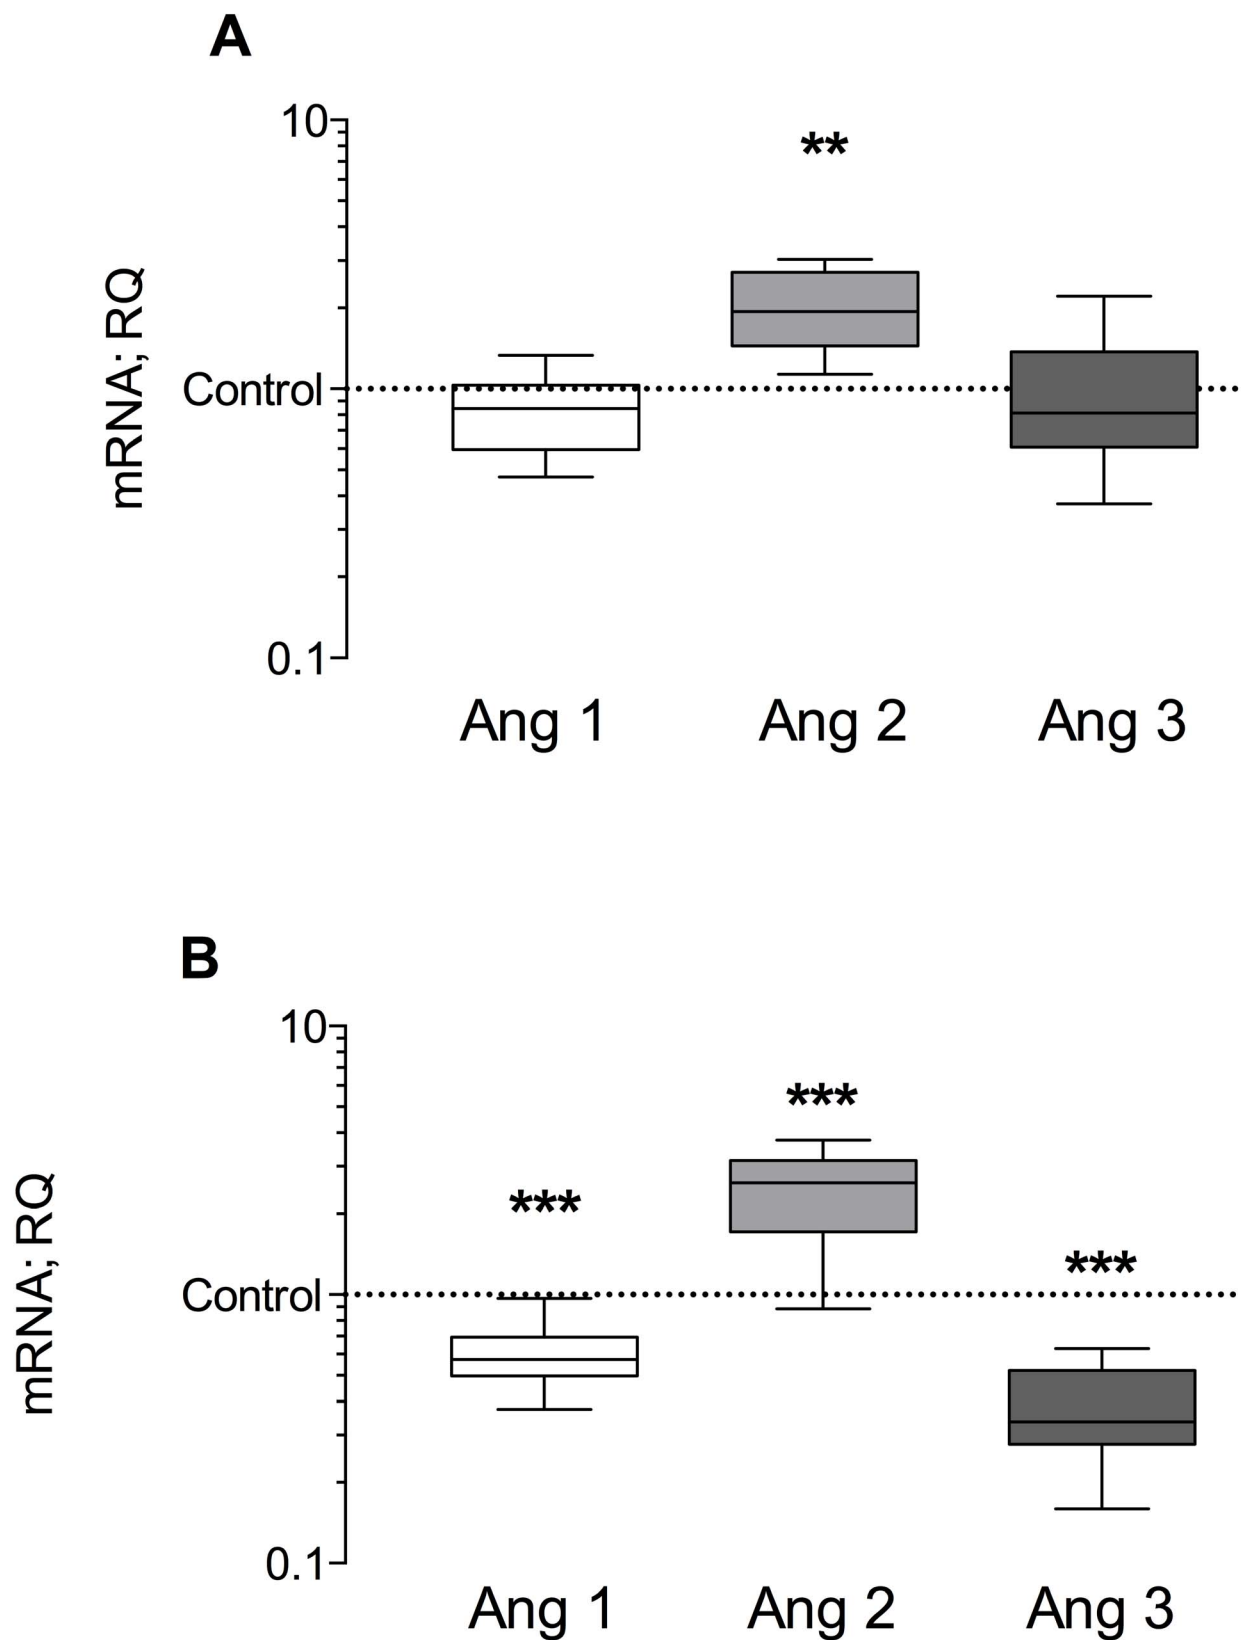 A
10
**
mRNA; RQ
Control
0.1
Ang 1 Ang 2 Ang 3
B
10
***
***
***
mRNA; RQ
Control
0.1
Ang 1 Ang 2 Ang 3